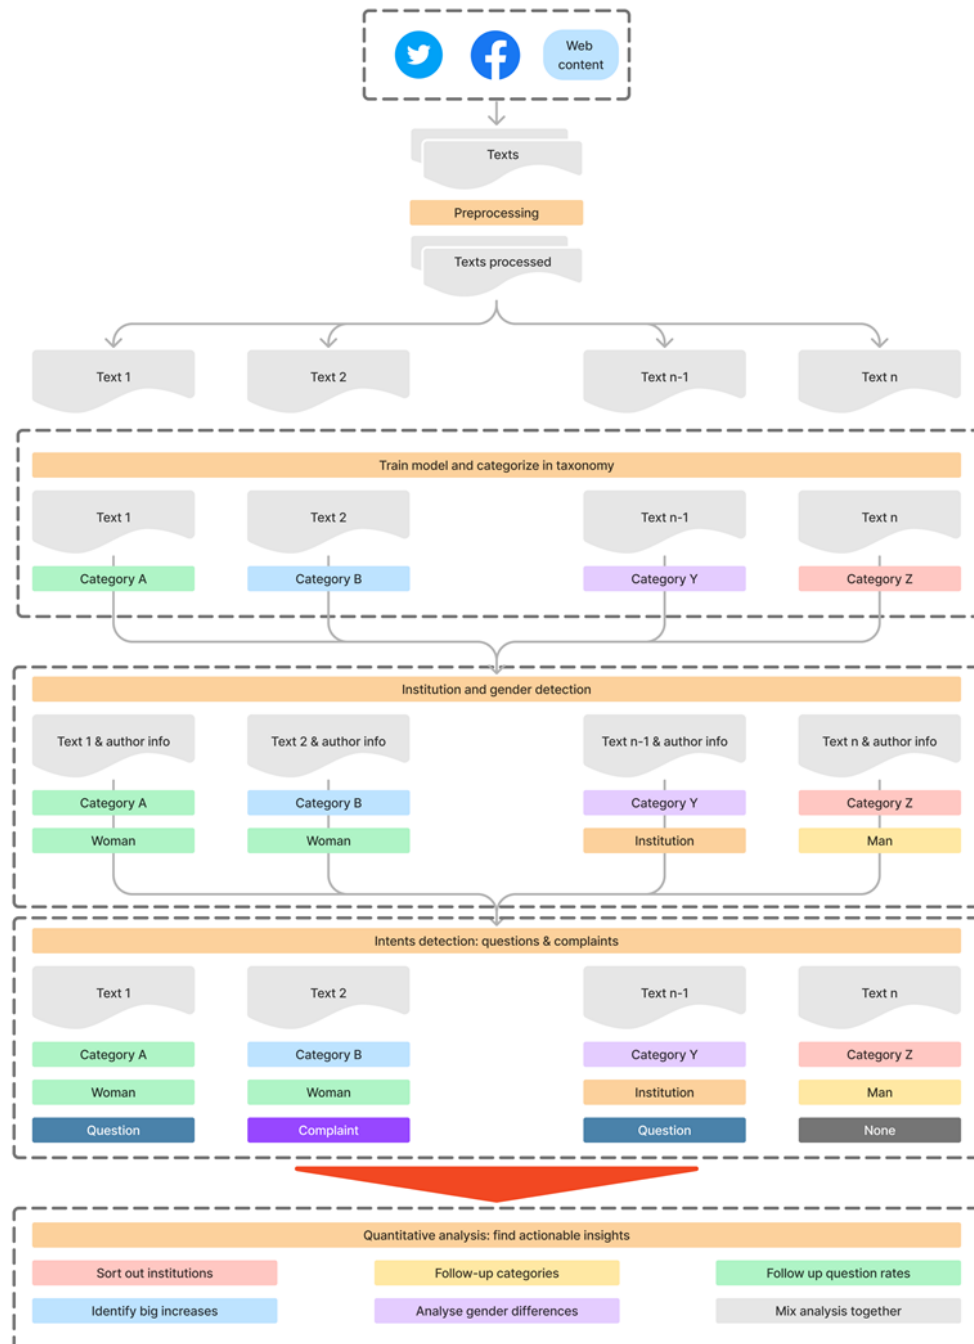 Web
content
Texts
Preprocessing
Texts processed
Text 1
Text 2
Text n-1
Text n
Train model and categorize in taxonomy
Text 1
Text 2
Text n-1
Text n
Category A
Category B
Category Y
Category Z
Institution and gender detection
Text 1 & author info
Text 2 & author info
Text n-1 & author info
Text n & author info
Category A
Category B
Category Y
Category Z
Woman
Woman
Institution
Man
Intents detection: questions & complaints
Text 1
Text 2
Text n-1
Text n
Category A
Category B
Category Y
Category Z
Woman
Woman
Institution
Man
Question
Complaint
Question
None
Quantitative analysis: find actionable insights
Sort out institutions
Follow-up categories
Follow up question rates
Identify big increases
Analyse gender differences
Mix analysis together